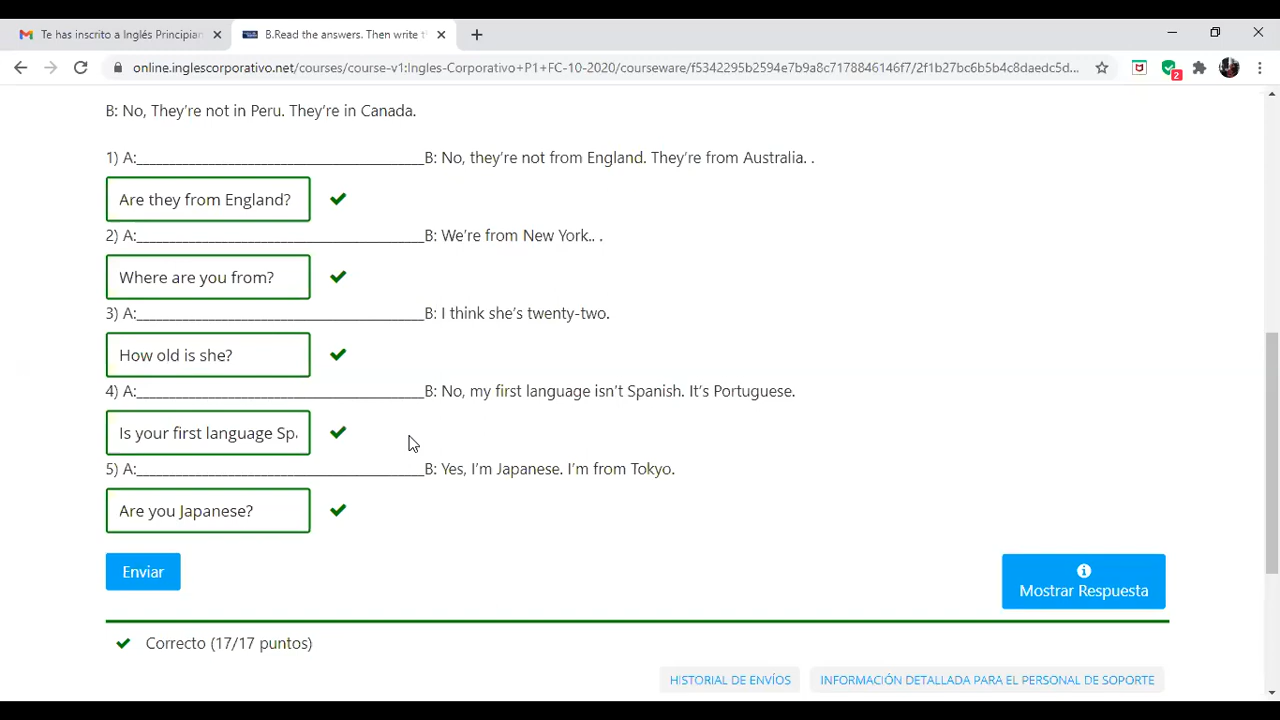 Te has inscrito a Inglés Principian
B.Read the answers. Then write t
online.inglescorporativo.net/courses/course-v1:Ingles-Corporativo+P1+FC-10-2020/courseware/f5342295b2594e7b9a8c7178846146f7/2f1b27bc6b5b4c8daedc5d...
2
B: No, They're not in Peru. They're in Canada.
1) A:________________________________B: No, they're not from England. They're from Australia. .
Are they from England?
2) A:________________________________B: We're from New York.. .
Where are you from?
3) A:________________________________B: I think she's twenty-two.
How old is she?
4) A:________________________________B: No, my first language isn't Spanish. It's Portuguese.
Is your first language Sp
5) A:________________________________B: Yes, I'm Japanese. I'm from Tokyo.
Are you Japanese?
Enviar
Mostrar Respuesta
Correcto (17/17 puntos)
HISTORIAL DE ENVÍOS INFORMACIÓN DETALLADA PARA EL PERSONAL DE SOPORTE